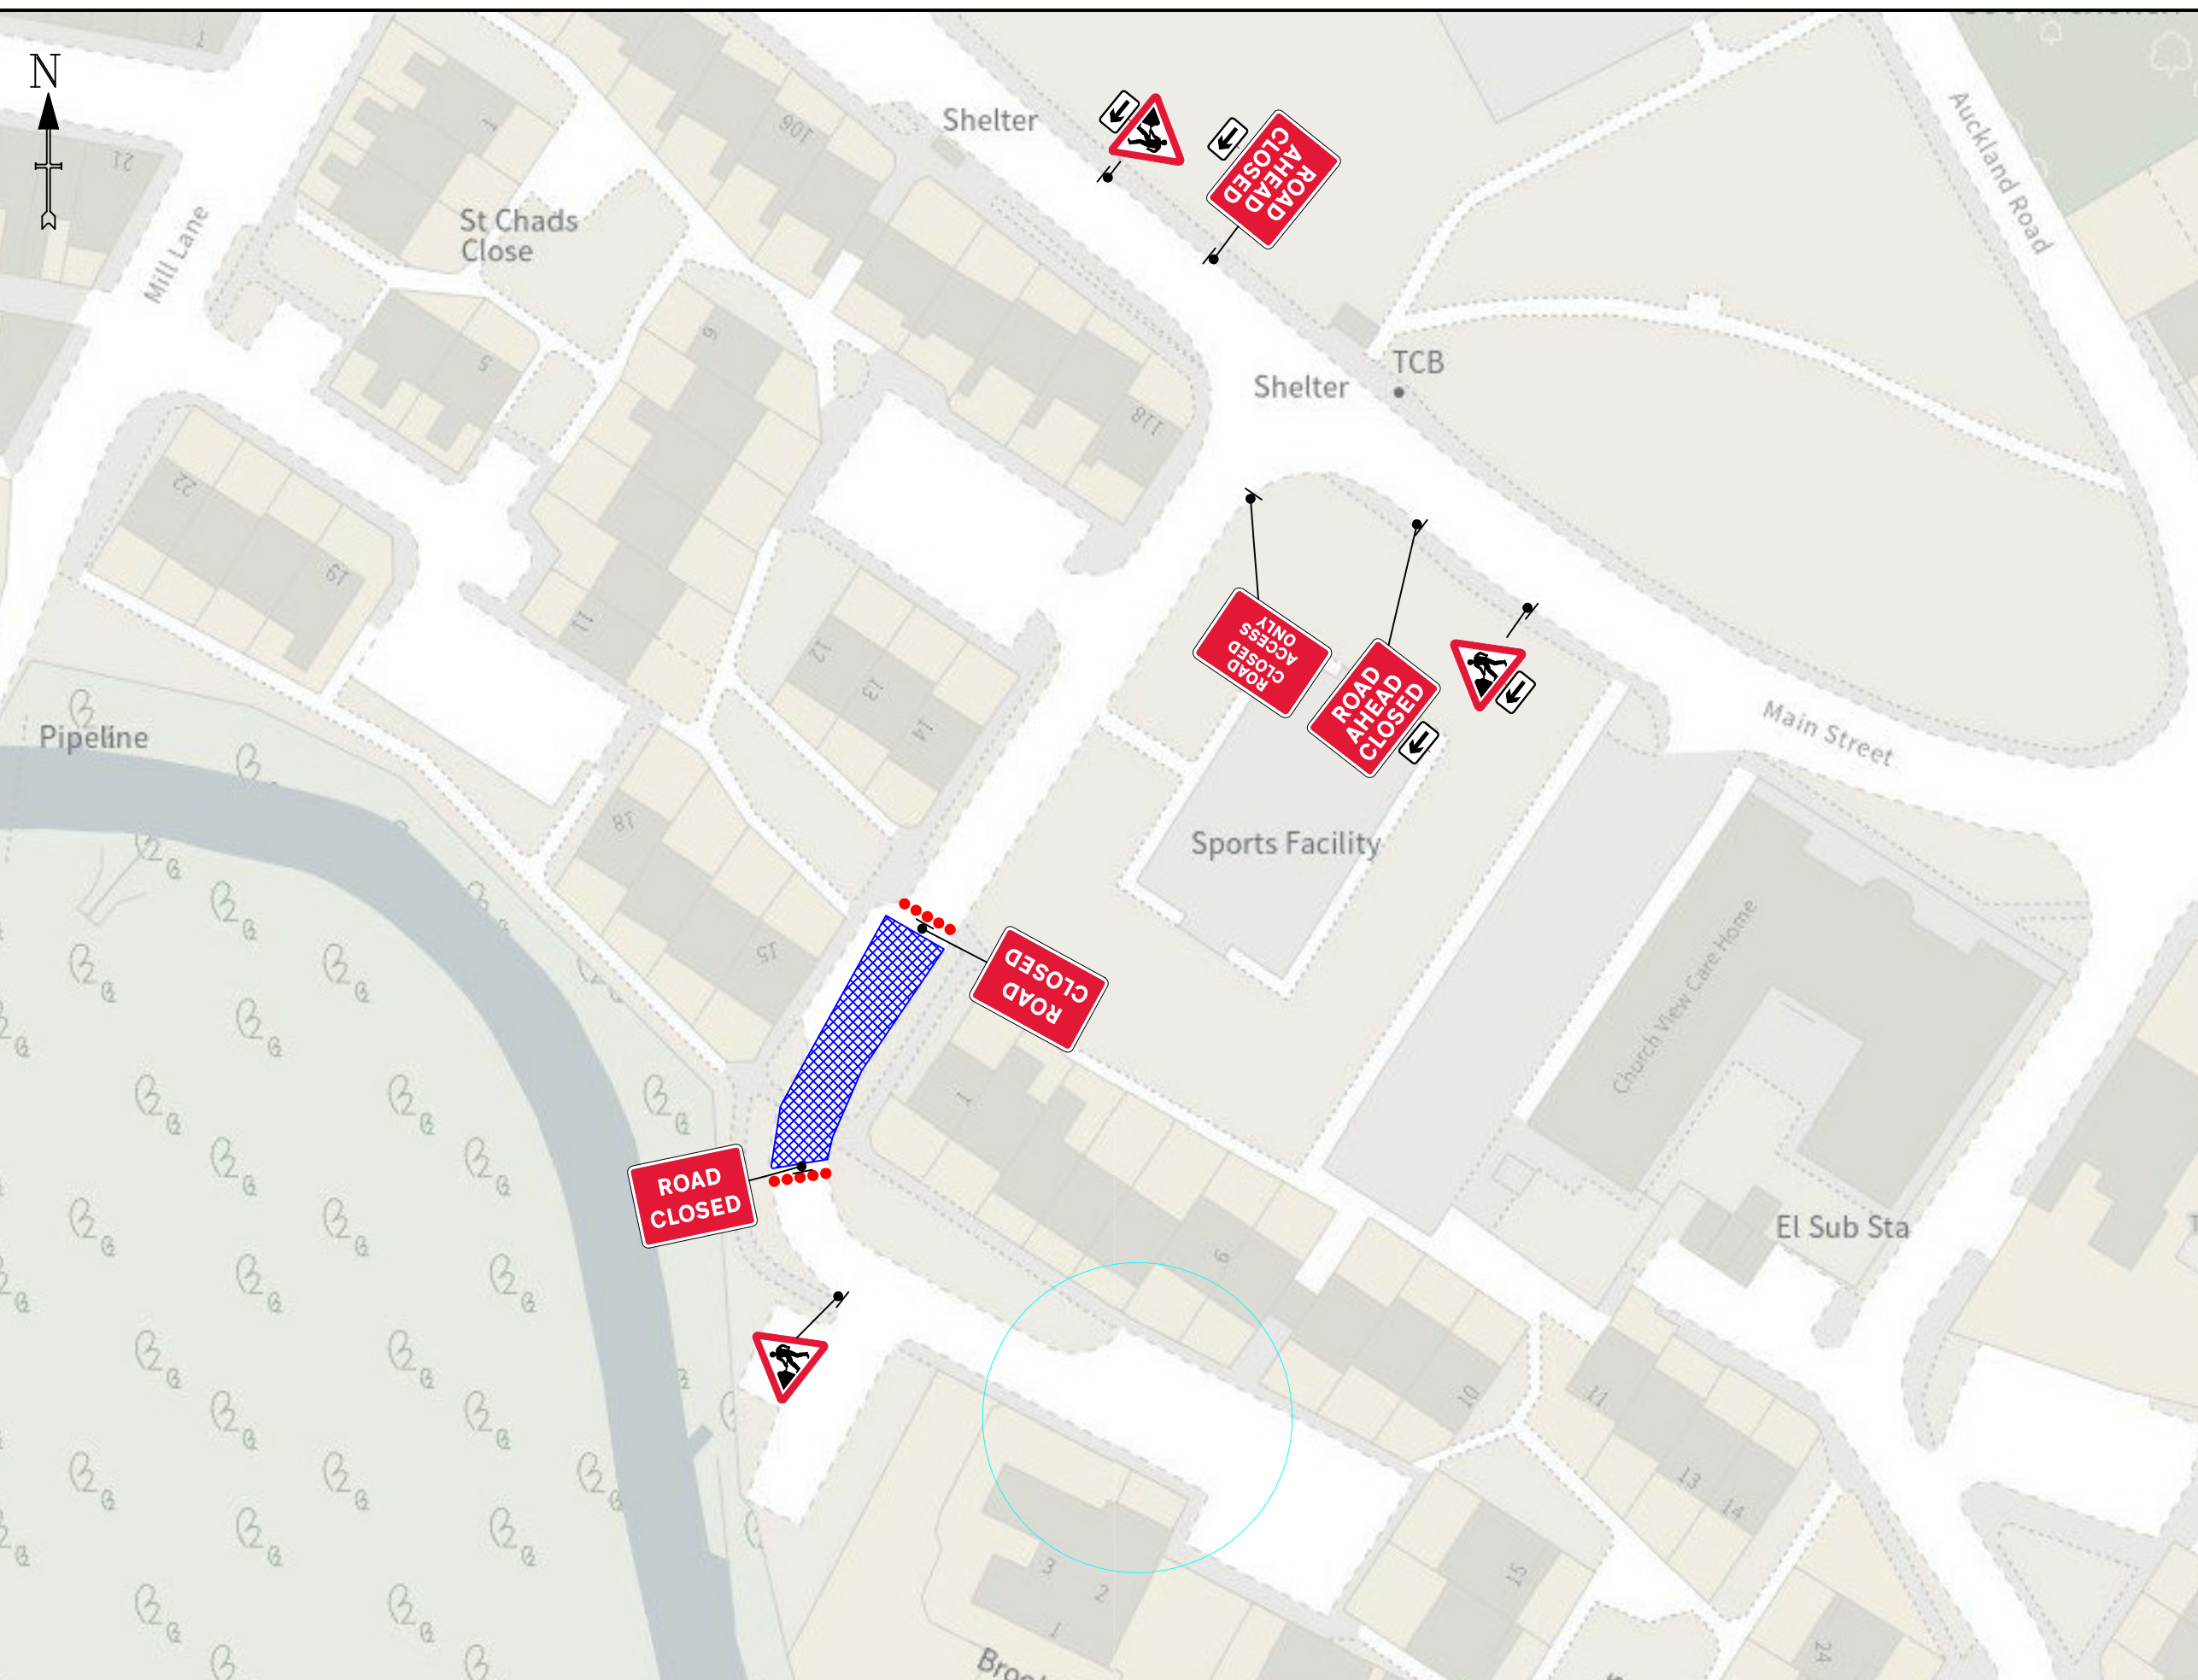 N
1
21
Mill Lane
St Chads
Close
1
5
6
106
118
Shelter
ROAD
AHEAD
CLOSED
Auckland Road
Shelter
TCB
22
19
11
12
13
14
ROAD
CLOSED
ACCESS
ONLY
ROAD
AHEAD
CLOSED
Main Street
Pipeline
18
15
Sports Facility
Church View Care Home
ROAD
CLOSED
1
ROAD
CLOSED
9
10
11
13
14
El Sub Sta
15
3
2
1
24